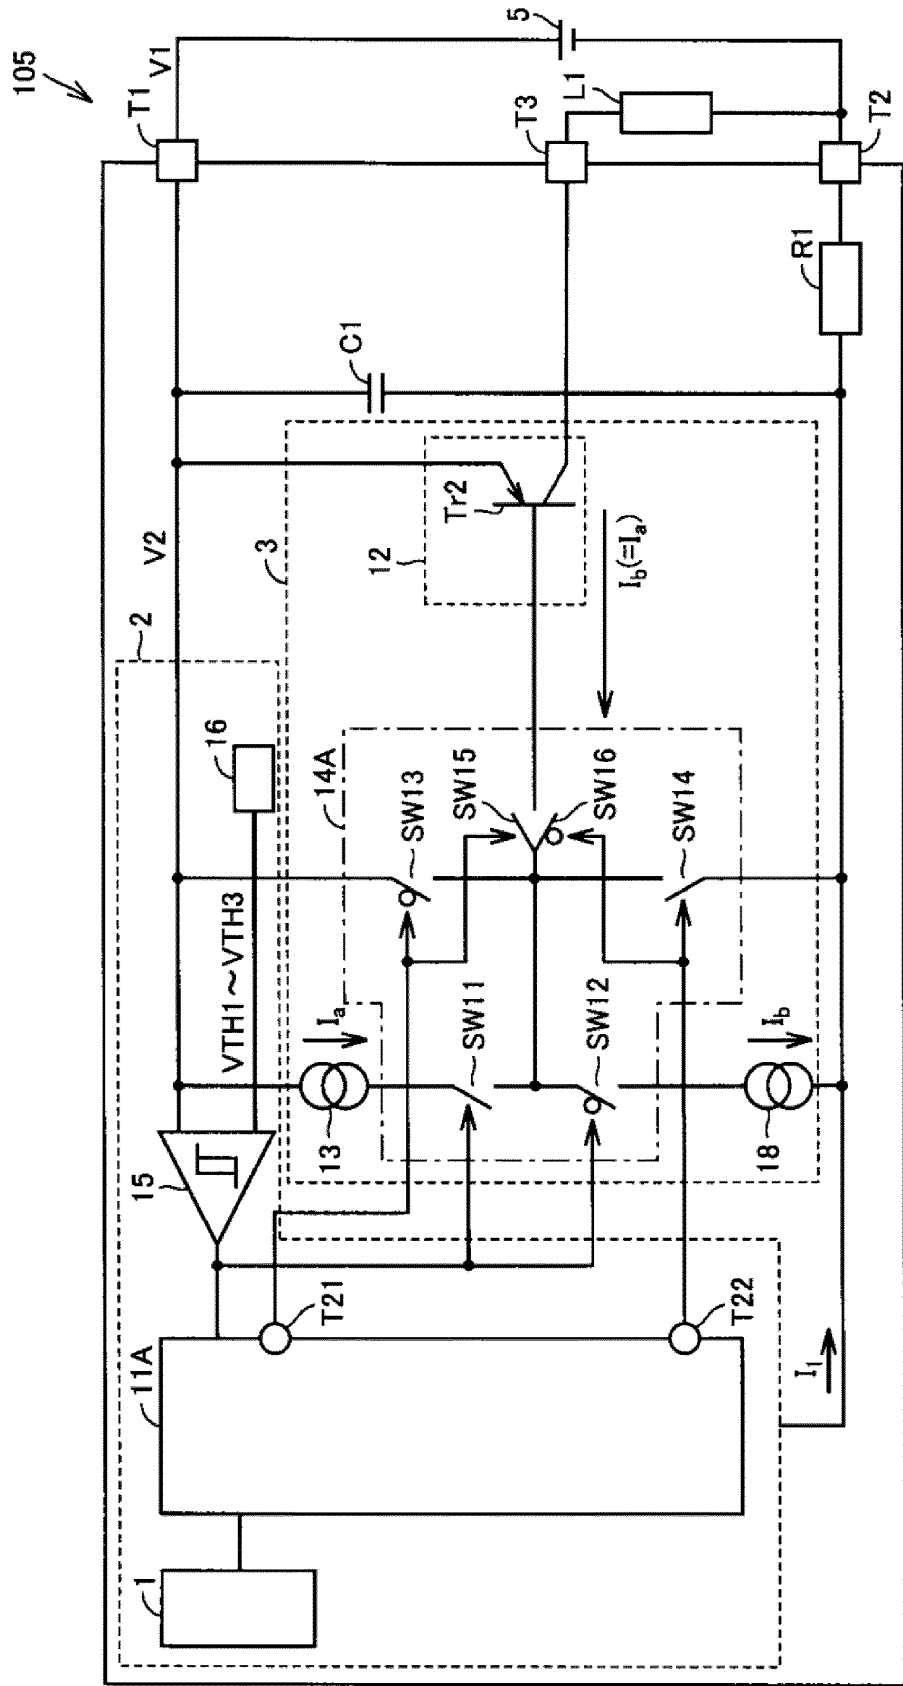 105
T1
V1
5
T3
L1
T2
R1
C1
V2
3
Tr2
12
Ib(=Ia)
2
16
14A
SW13
SW15
SW16
SW14
VTH1~VTH3
Ia
SW11
SW12
Ib
15
13
18
T21
T22
11A
I1
1